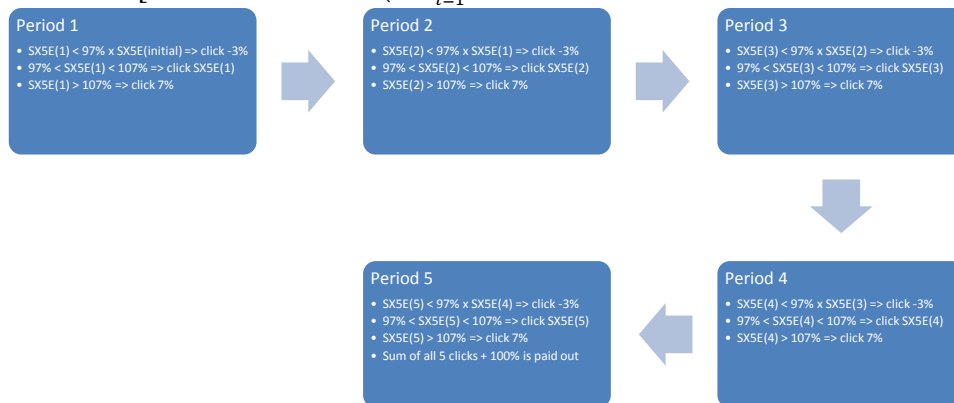 i=1
Period 1
• SX5E(1) < 97% x SX5E(initial) => click -3%
• 97% < SX5E(1) < 107% => click SX5E(1)
• SX5E(1) > 107% => click 7%
Period 2
• SX5E(2) < 97% x SX5E(1) => click -3%
• 97% < SX5E(2) < 107% => click SX5E(2)
• SX5E(2) > 107% => click 7%
Period 3
• SX5E(3) < 97% x SX5E(2) => click -3%
• 97% < SX5E(3) < 107% => click SX5E(3)
• SX5E(3) > 107% => click 7%
Period 4
• SX5E(4) < 97% x SX5E(3) => click -3%
• 97% < SX5E(4) < 107% => click SX5E(4)
• SX5E(4) > 107% => click 7%
Period 5
• SX5E(5) < 97% x SX5E(4) => click -3%
• 97% < SX5E(5) < 107% => click SX5E(5)
• SX5E(5) > 107% => click 7%
• Sum of all 5 clicks + 100% is paid out